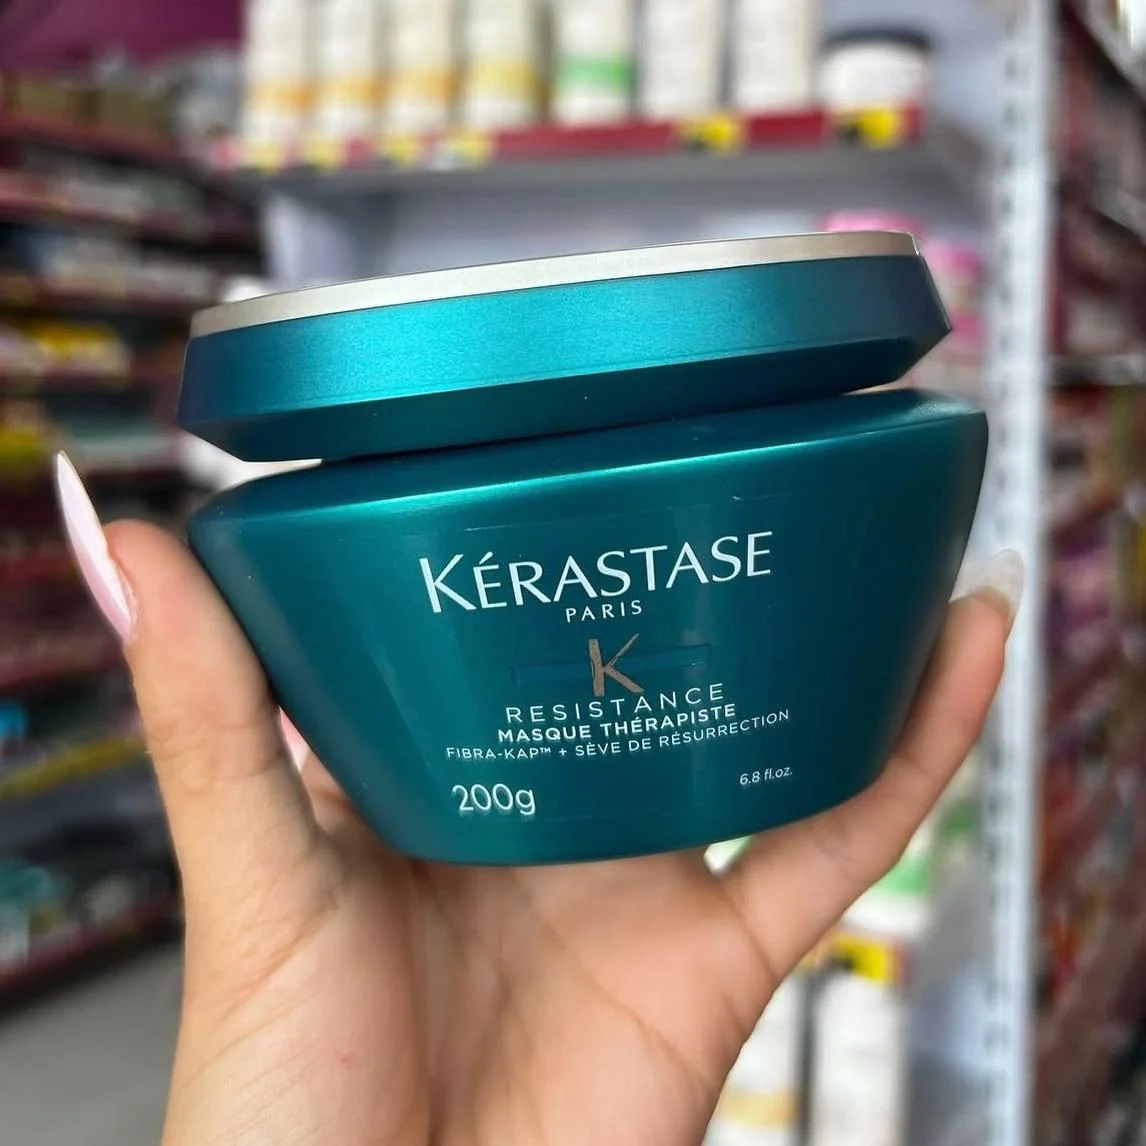 KÉRASTASE
PARIS
K
RESISTANCE
MASQUE THÉRAPISTE
FIBRA-KAP™ + SÈVE DE RÉSURRECTION
200g
6.8 fl.oz.